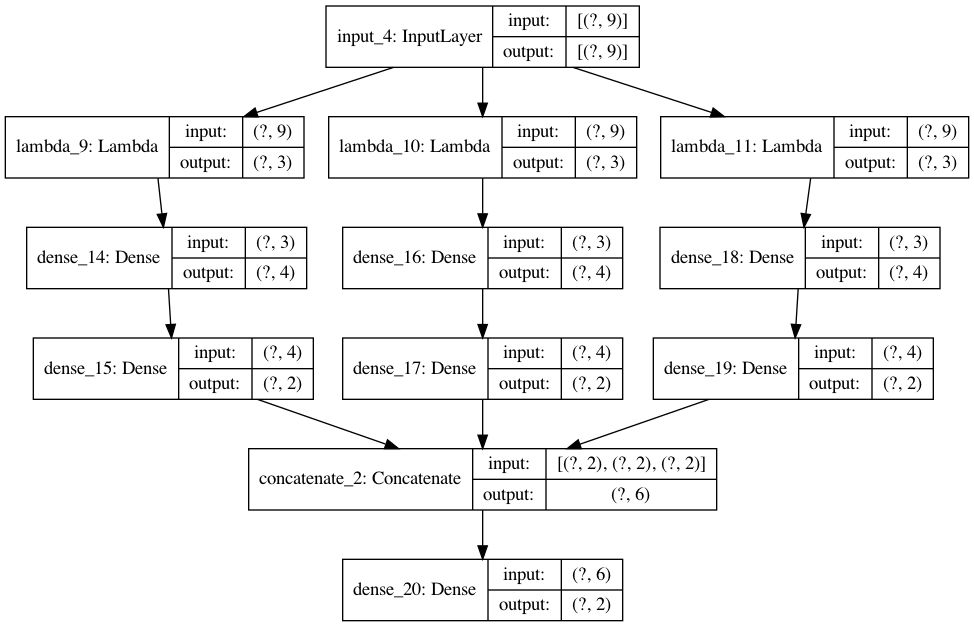 input_4: InputLayer
input: [(?, 9)]
output: [(?, 9)]
lambda_9: Lambda
input: (?, 9)
output: (?, 3)
lambda_10: Lambda
input: (?, 9)
output: (?, 3)
lambda_11: Lambda
input: (?, 9)
output: (?, 3)
dense_14: Dense
input: (?, 3)
output: (?, 4)
dense_16: Dense
input: (?, 3)
output: (?, 4)
dense_18: Dense
input: (?, 3)
output: (?, 4)
dense_15: Dense
input: (?, 4)
output: (?, 2)
dense_17: Dense
input: (?, 4)
output: (?, 2)
dense_19: Dense
input: (?, 4)
output: (?, 2)
concatenate_2: Concatenate
input: [(?, 2), (?, 2), (?, 2)]
output: (?, 6)
dense_20: Dense
input: (?, 6)
output: (?, 2)